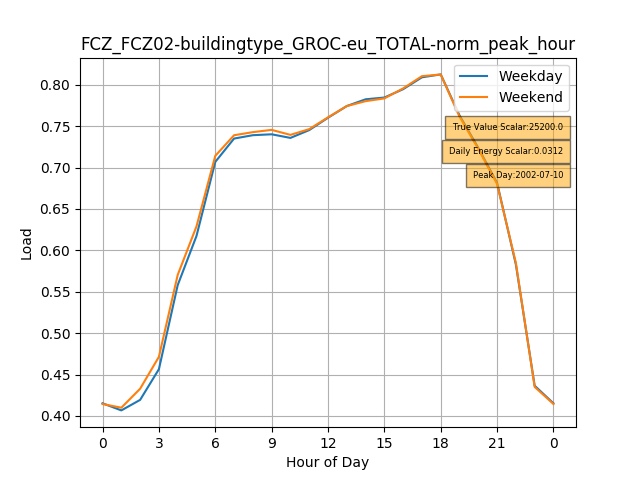 FCZ_FCZ02-buildingtype_GROC-eu_TOTAL-norm_peak_hour
Weekday
Weekend
True Value Scalar:25200.0
Daily Energy Scalar:0.0312
Peak Day:2002-07-10
Load
0.80
0.75
0.70
0.65
0.60
0.55
0.50
0.45
0.40
0 3 6 9 12 15 18 21 0
Hour of Day